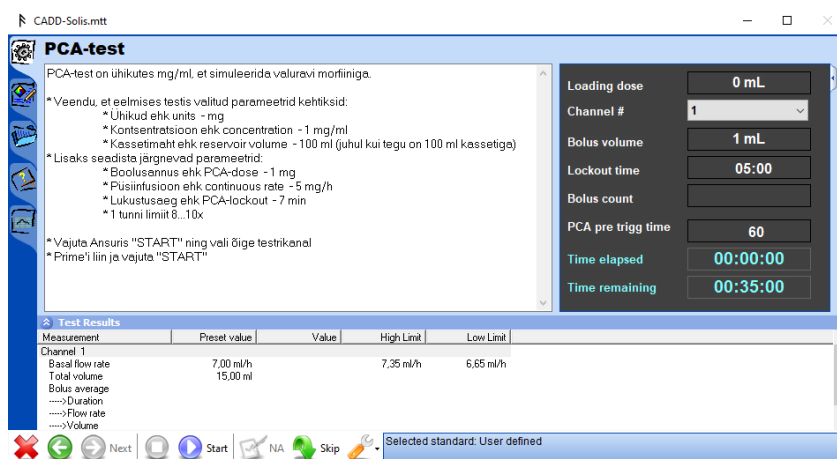 CADD-Solis.mtt
PCA-test
PCA-test on ühikutes mg/ml, et simuleerida valuravi morfiiniga.
* Veendu, et eelmises testis valitud parameetrid kehtiksid:
* Ühikud ehk units - mg
* Kontsentratsioon ehk concentration - 1 mg/ml
* Kassetimaht ehk reservoir volume - 100 ml (juhul kui tegu on 100 ml kassetiga)
* Lisaks seadista järgnevad parameetrid:
* Boolusannus ehk PCA-dose - 1 mg
* Püsiinfusioon ehk continuous rate - 5 mg/h
* Lukustusaeg ehk PCA-lockout - 7 min
* 1 tunni limiit 8...10x
* Vajuta Ansuris "START" ning vali õige testrikanal
* Prime'i liin ja vajuta "START"
Loading dose 0 mL
Channel # 1
Bolus volume 1 mL
Lockout time 05:00
Bolus count
PCA pre trigg time 60
Time elapsed 00:00:00
Time remaining 00:35:00
Test Results
Measurement Preset value Value High Limit Low Limit
Channel 1
Basal flow rate 7,00 ml/h 7,35 ml/h 6,65 ml/h
Total volume 15,00 ml
Bolus average
----->Duration
----->Flow rate
----->Volume
Next Start NA Skip Selected standard: User defined